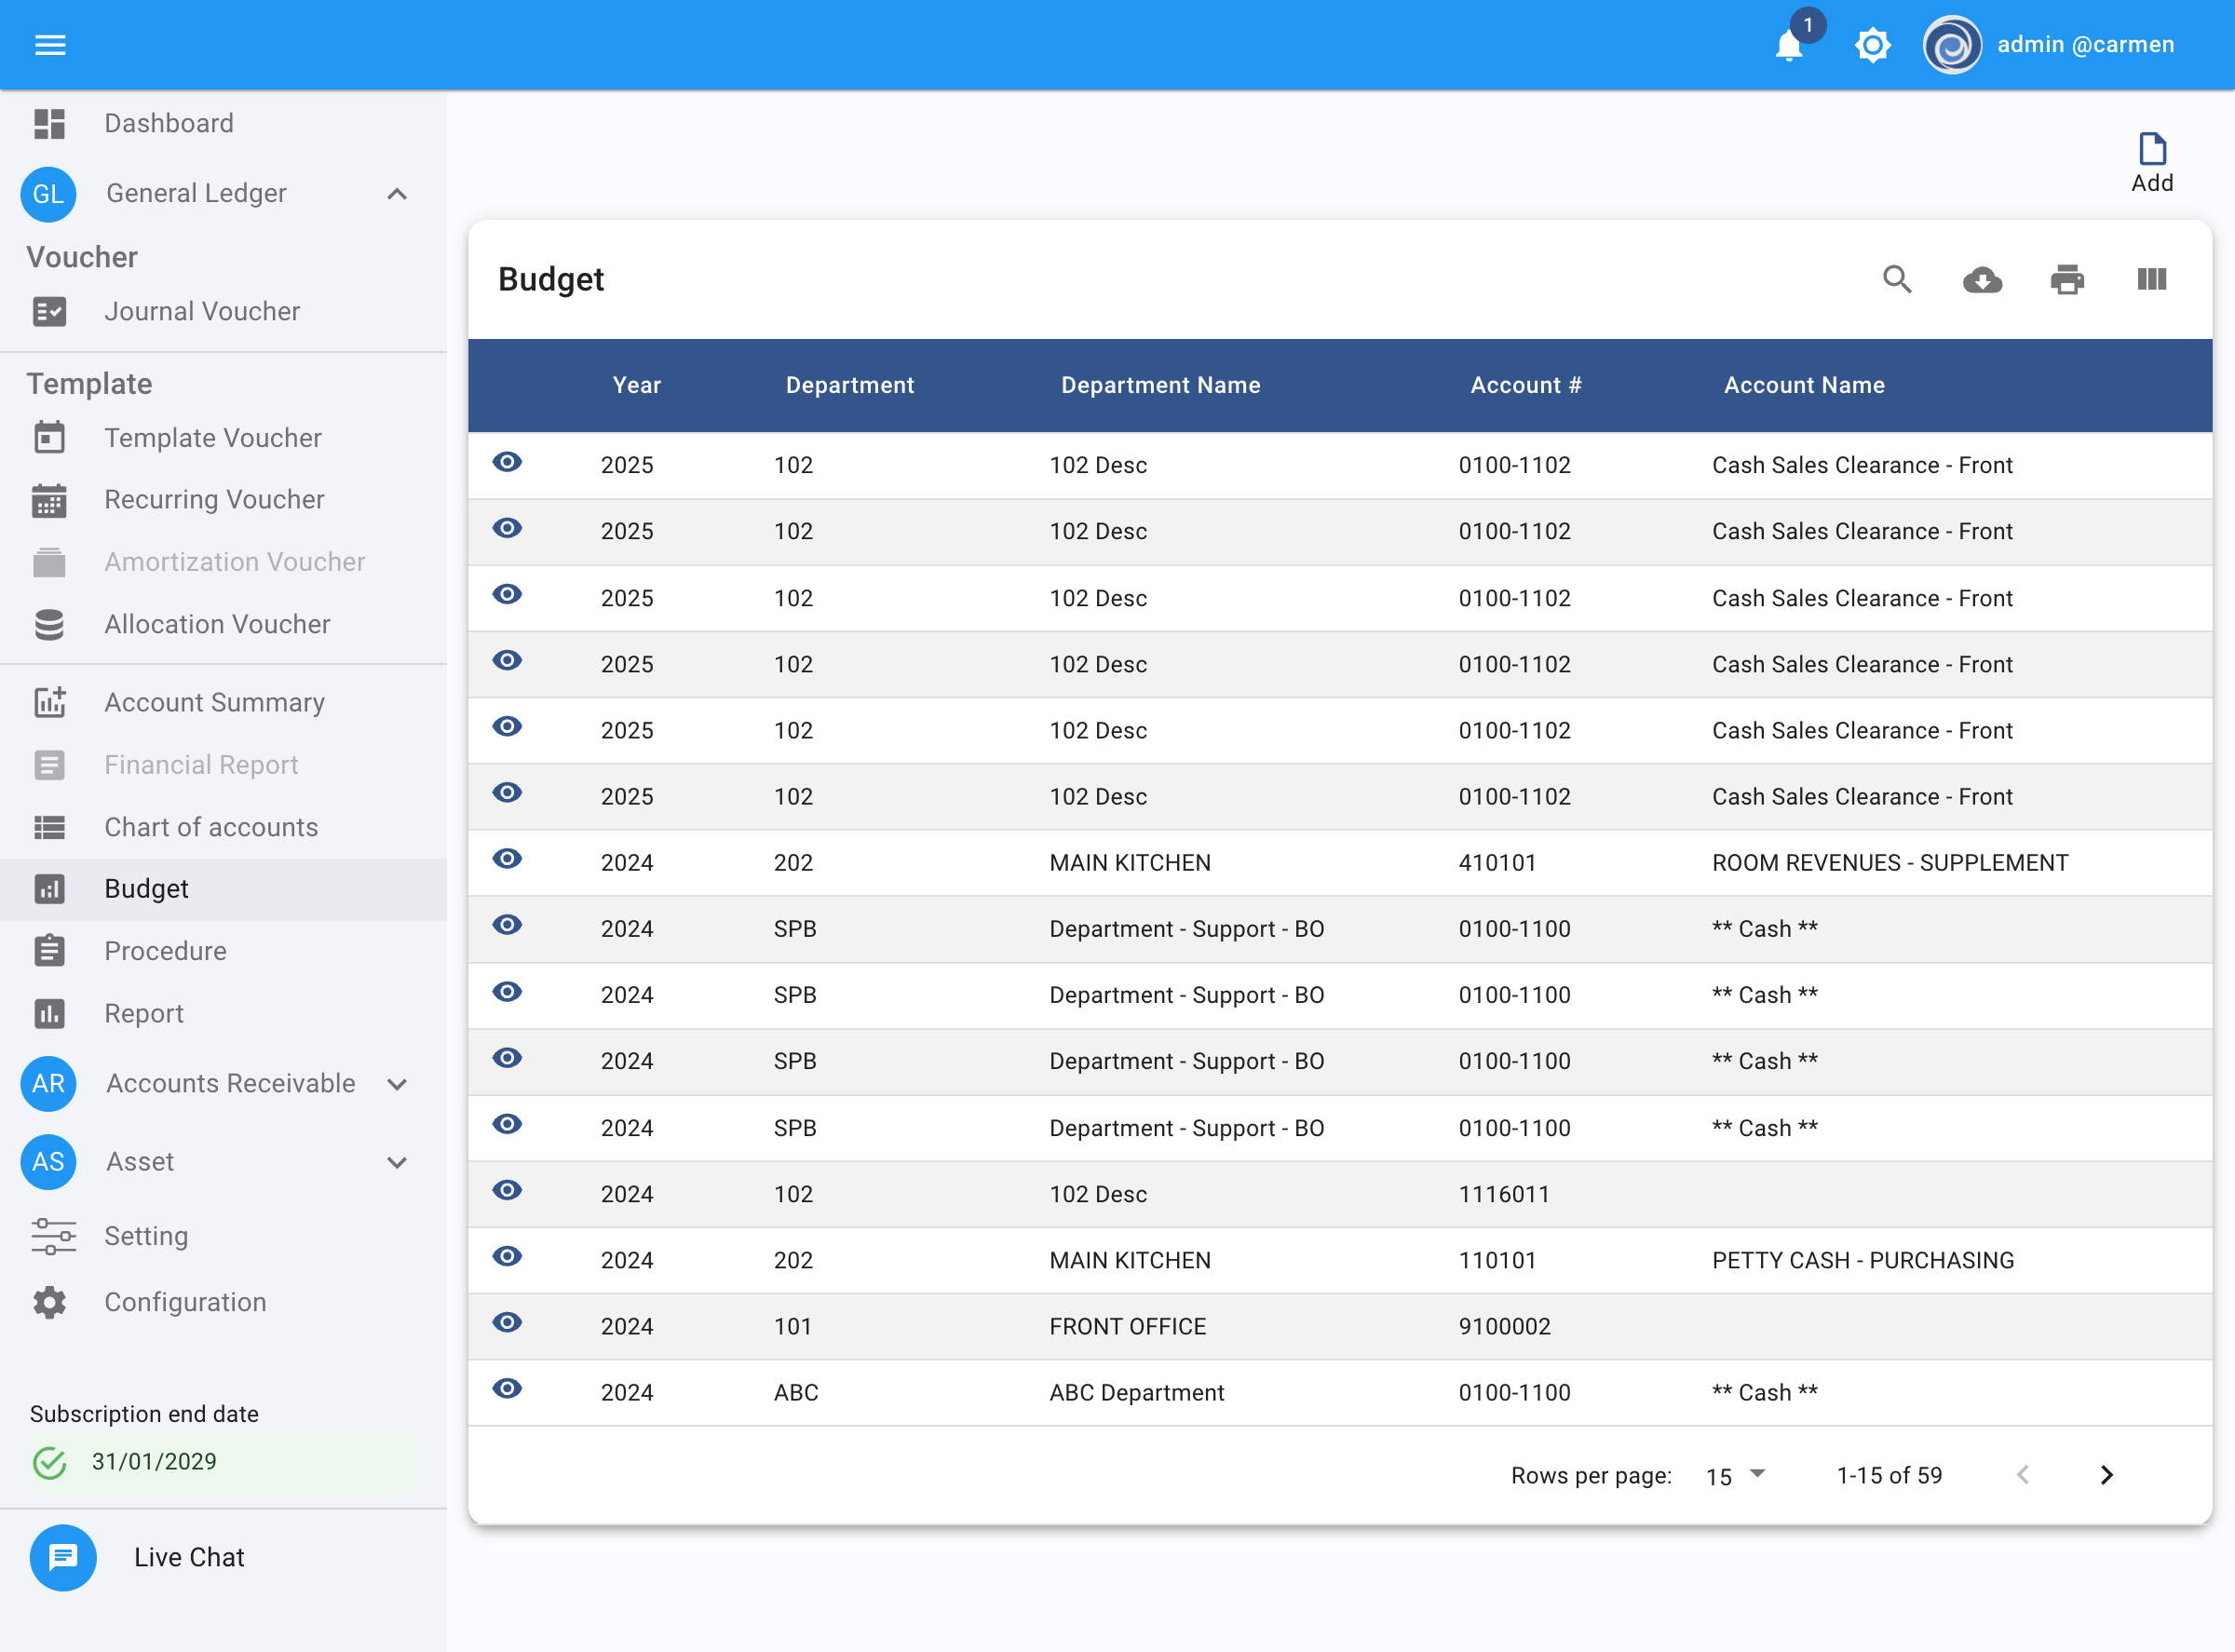 1
admin @carmen
Dashboard
GL General Ledger
Voucher
Journal Voucher
Template
Template Voucher
Recurring Voucher
Amortization Voucher
Allocation Voucher
Account Summary
Financial Report
Chart of accounts
Budget
Procedure
Report
AR Accounts Receivable
AS Asset
Setting
Configuration
Subscription end date
31/01/2029
Live Chat
Add
Budget
Year Department Department Name Account # Account Name
2025 102 102 Desc 0100-1102 Cash Sales Clearance - Front
2025 102 102 Desc 0100-1102 Cash Sales Clearance - Front
2025 102 102 Desc 0100-1102 Cash Sales Clearance - Front
2025 102 102 Desc 0100-1102 Cash Sales Clearance - Front
2025 102 102 Desc 0100-1102 Cash Sales Clearance - Front
2025 102 102 Desc 0100-1102 Cash Sales Clearance - Front
2024 202 MAIN KITCHEN 410101 ROOM REVENUES - SUPPLEMENT
2024 SPB Department - Support - BO 0100-1100 ** Cash **
2024 SPB Department - Support - BO 0100-1100 ** Cash **
2024 SPB Department - Support - BO 0100-1100 ** Cash **
2024 SPB Department - Support - BO 0100-1100 ** Cash **
2024 102 102 Desc 1116011
2024 202 MAIN KITCHEN 110101 PETTY CASH - PURCHASING
2024 101 FRONT OFFICE 9100002
2024 ABC ABC Department 0100-1100 ** Cash **
Rows per page: 15 1-15 of 59